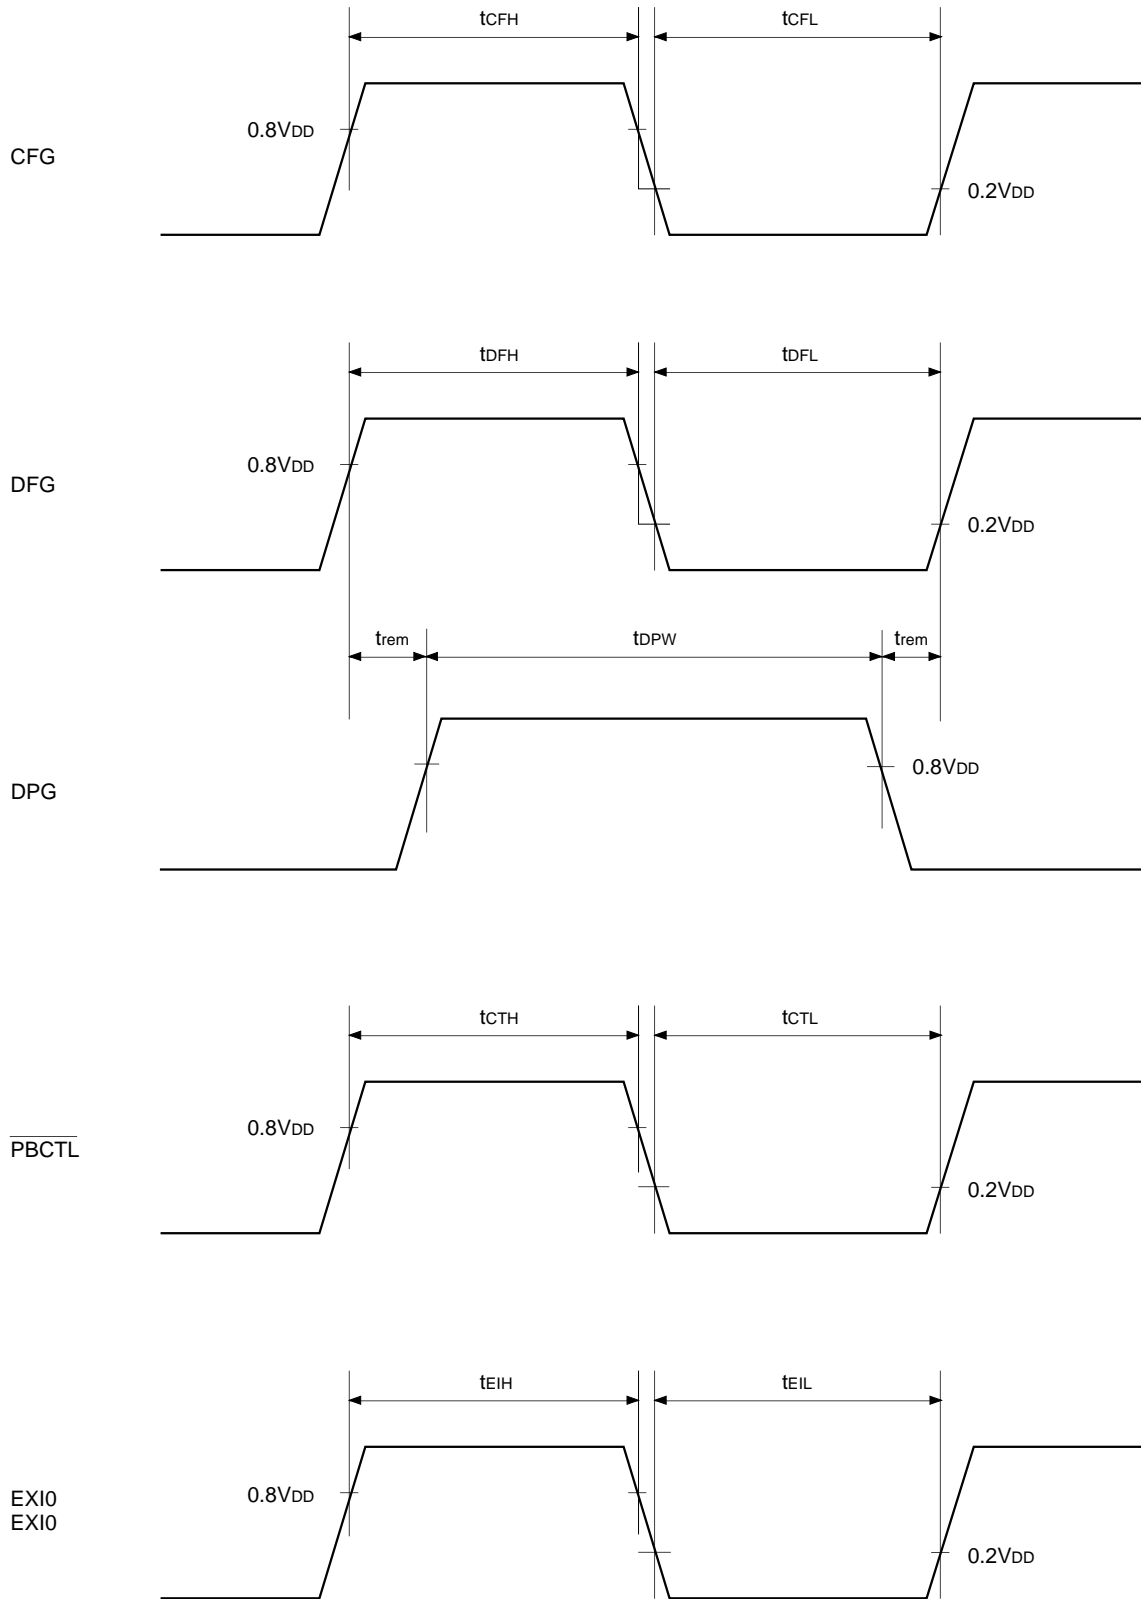 tCFH tCFL
0.8VDD
CFG
0.2VDD
tDFH tDFL
0.8VDD
DFG
0.2VDD
trem tDPW trem
0.8VDD
DPG
tCTH tCTL
0.8VDD
PBCTL
0.2VDD
tEIH tEIL
0.8VDD
EXI0
EXI0
0.2VDD